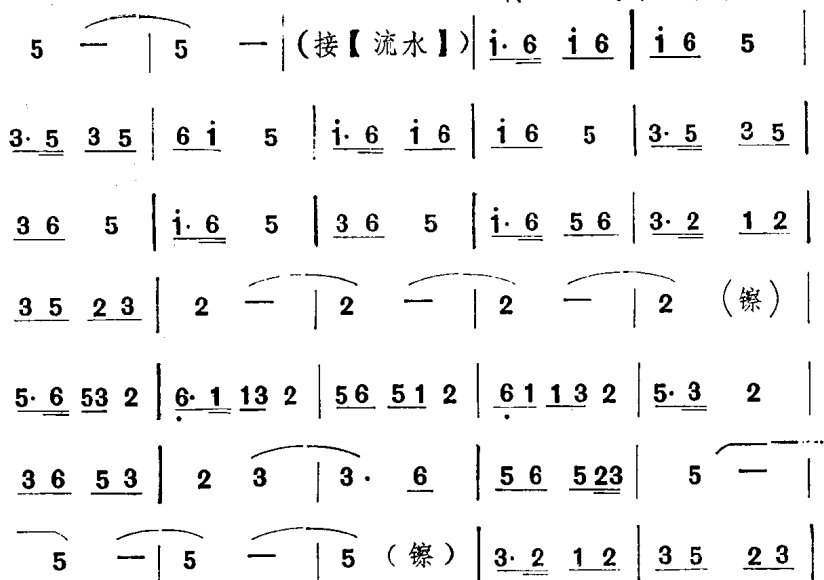 5 — | 5 — | (接【流水】) | i· 6 i 6 | i 6 5 |
3· 5 3 5 | 6 i 5 | i· 6 i 6 | i 6 5 | 3· 5 3 5 |
3 6 5 | i· 6 5 | 3 6 5 | i· 6 5 6 | 3· 2 1 2 |
3 5 2 3 | 2 — | 2 — | 2 — | 2 (镲) |
5· 6 53 2 | 6· 1 13 2 | 56 51 2 | 61 13 2 | 5· 3 2 |
3 6 5 3 | 2 3 | 3· 6 | 5 6 523 | 5 — |
5 — | 5 — | 5 (镲) | 3· 2 1 2 | 3 5 2 3 |